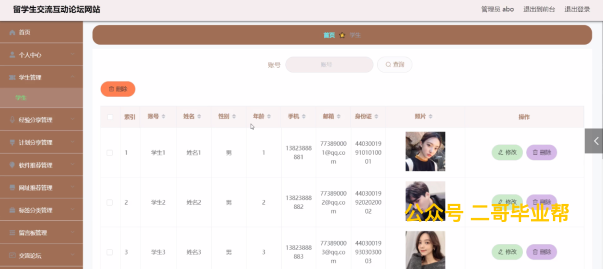 留学生交流互动论坛网站
管理员 abo 退出到前台 退出登录
首页 学生
首页
个人中心
学生管理
学生
经验分享管理
计划分享管理
软件推荐管理
网站推荐管理
标签分类管理
留言板管理
交流论坛
账号 账号 查询
删除
索引 账号 姓名 性别 年龄 手机 邮箱 身份证 照片 操作
1 学生1 姓名1 男 1 13823888881 773890001@qq.com 440300199101010001 修改 删除
2 学生2 姓名2 男 2 13823888882 773890002@qq.com 440300199202020002 修改 删除
3 学生3 姓名3 男 3 13823888883 773890003@qq.com 440300199303030003 修改 删除
公众号 二哥毕业帮